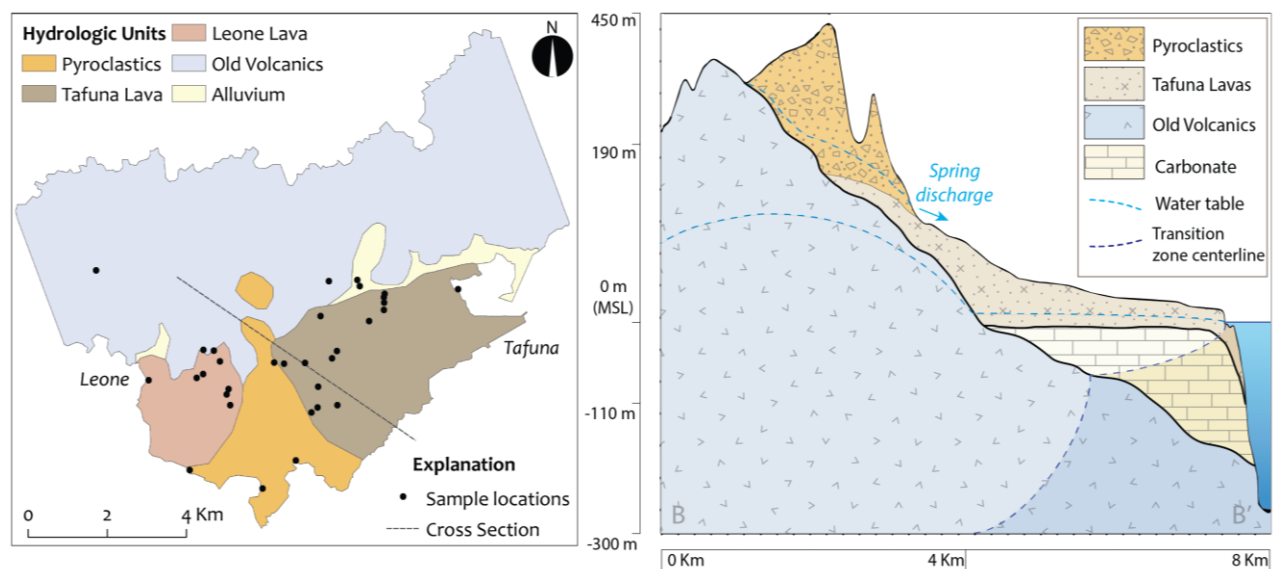 Hydrologic Units
Leone Lava
Pyroclastics
Old Volcanics
Tafuna Lava
Alluvium
N
Leone
Tafuna
Explanation
Sample locations
Cross Section
0
2
4 Km
450 m
190 m
0 m
(MSL)
-110 m
-300 m
Pyroclastics
Tafuna Lavas
Old Volcanics
Carbonate
Water table
Transition
zone centerline
Spring
discharge
B
B'
0 Km
4 Km
8 Km